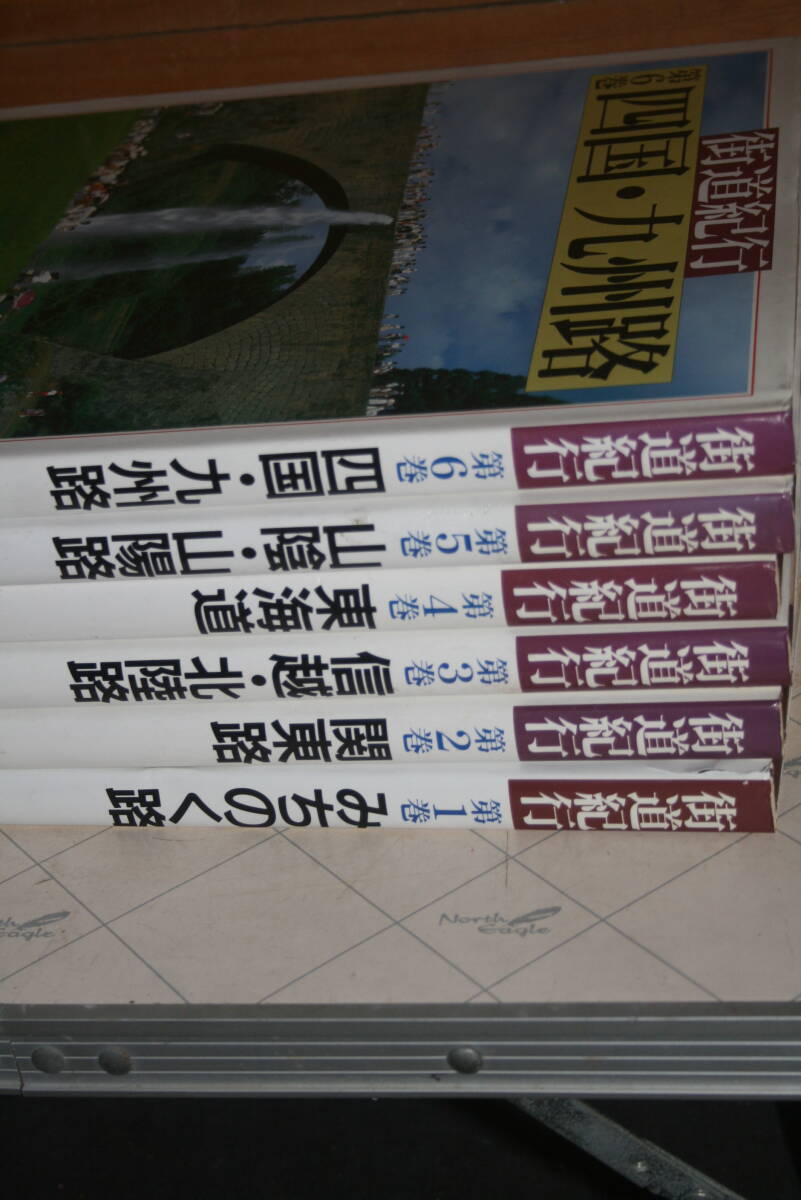 街道紀行
第6巻
四国・九州路
街道紀行 第6巻 四国・九州路
街道紀行 第5巻 山陰・山陽路
街道紀行 第4巻 東海道
街道紀行 第3巻 信越・北陸路
街道紀行 第2巻 関東路
街道紀行 第1巻 みちのく路
North
Eagle
th
Eagle